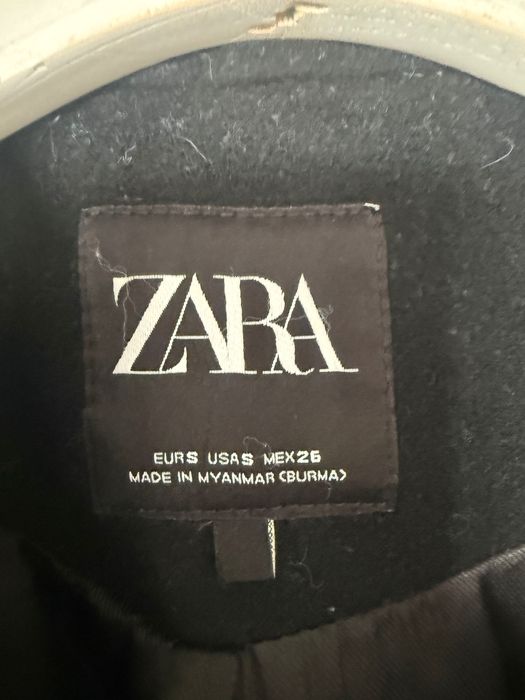 ZARA
EUR S USA S MEX 26
MADE IN MYANMAR (BURMA)